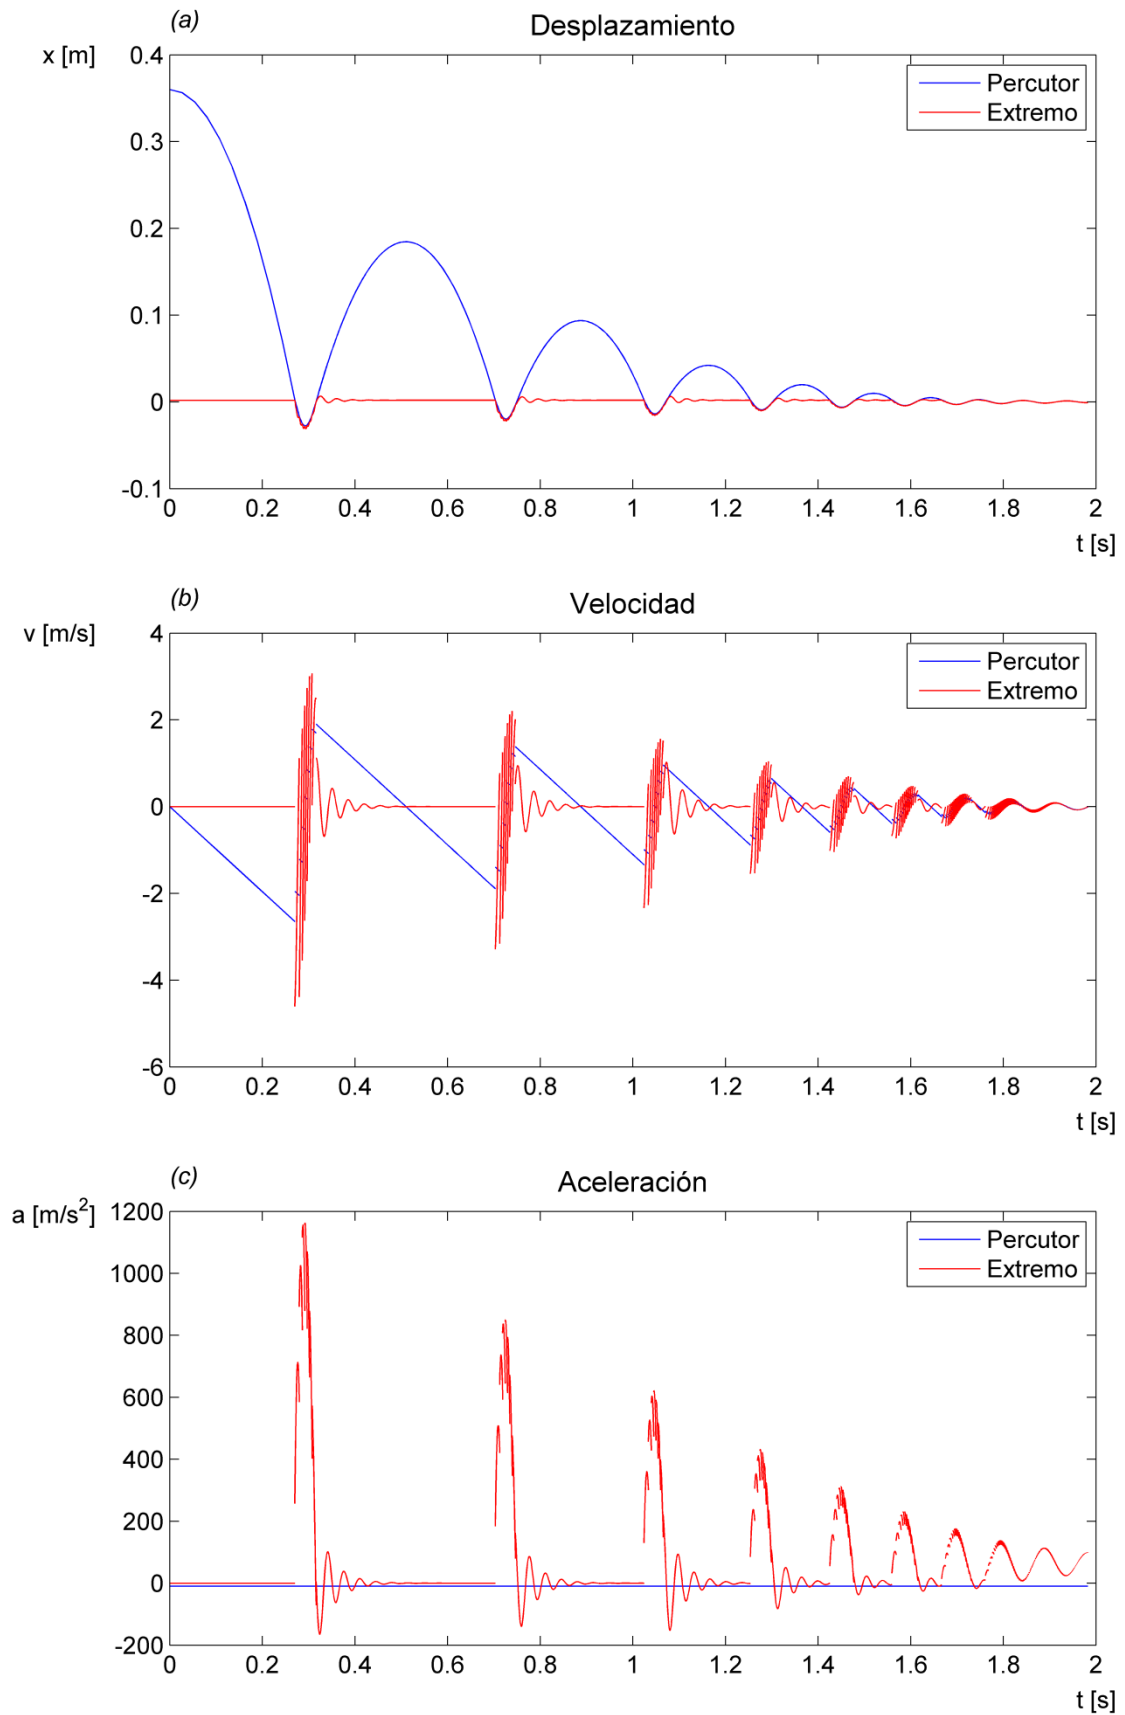 (a)
Desplazamiento
x [m]
0.4
0.3
0.2
0.1
0
-0.1
Percutor
Extremo
0 0.2 0.4 0.6 0.8 1 1.2 1.4 1.6 1.8 2
t [s]
(b)
Velocidad
v [m/s]
4
2
0
-2
-4
-6
Percutor
Extremo
0 0.2 0.4 0.6 0.8 1 1.2 1.4 1.6 1.8 2
t [s]
(c)
Aceleración
a [m/s²]
1200
1000
800
600
400
200
0
-200
Percutor
Extremo
0 0.2 0.4 0.6 0.8 1 1.2 1.4 1.6 1.8 2
t [s]